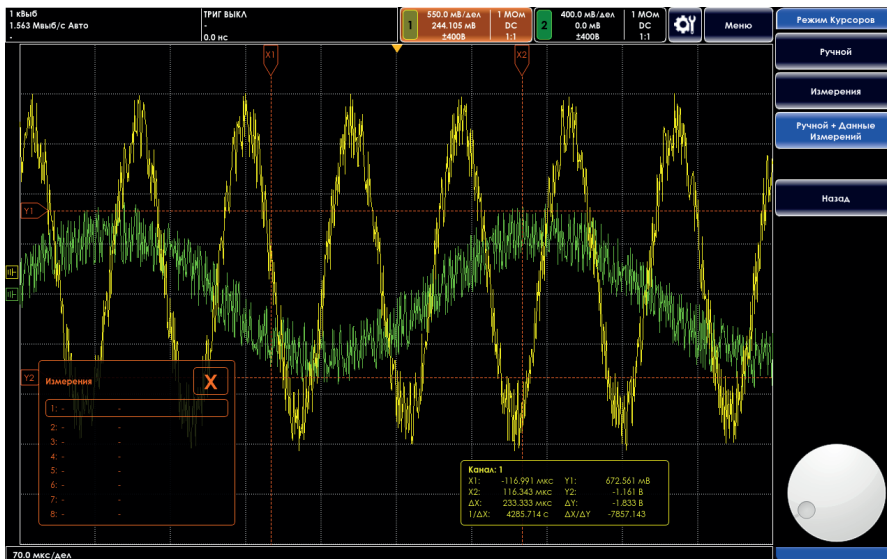 1 кВыб
1.563 Мвыб/с Авто
-
ТРИГ ВЫКЛ
-
0.0 нс
1
550.0 мВ/дел
244.105 мВ
±400В
1 МОм
DC
1:1
2
400.0 мВ/дел
0.0 мВ
±400В
1 МОм
DC
1:1
Меню
Режим Курсоров
Ручной
Измерения
Ручной + Данные
Измерений
Назад
X1
X2
Y1
Y2
Измерения
X
1: - -
2: - -
3: - -
4: - -
5: - -
6: - -
7: - -
8: - -
Канал: 1
X1: -116.991 мкс Y1: 672.561 мВ
X2: 116.343 мкс Y2: -1.161 В
ΔX: 233.333 мкс ΔY: -1.833 В
1/ΔX: 4285.714 с ΔX/ΔY -7857.143
70.0 мкс/дел